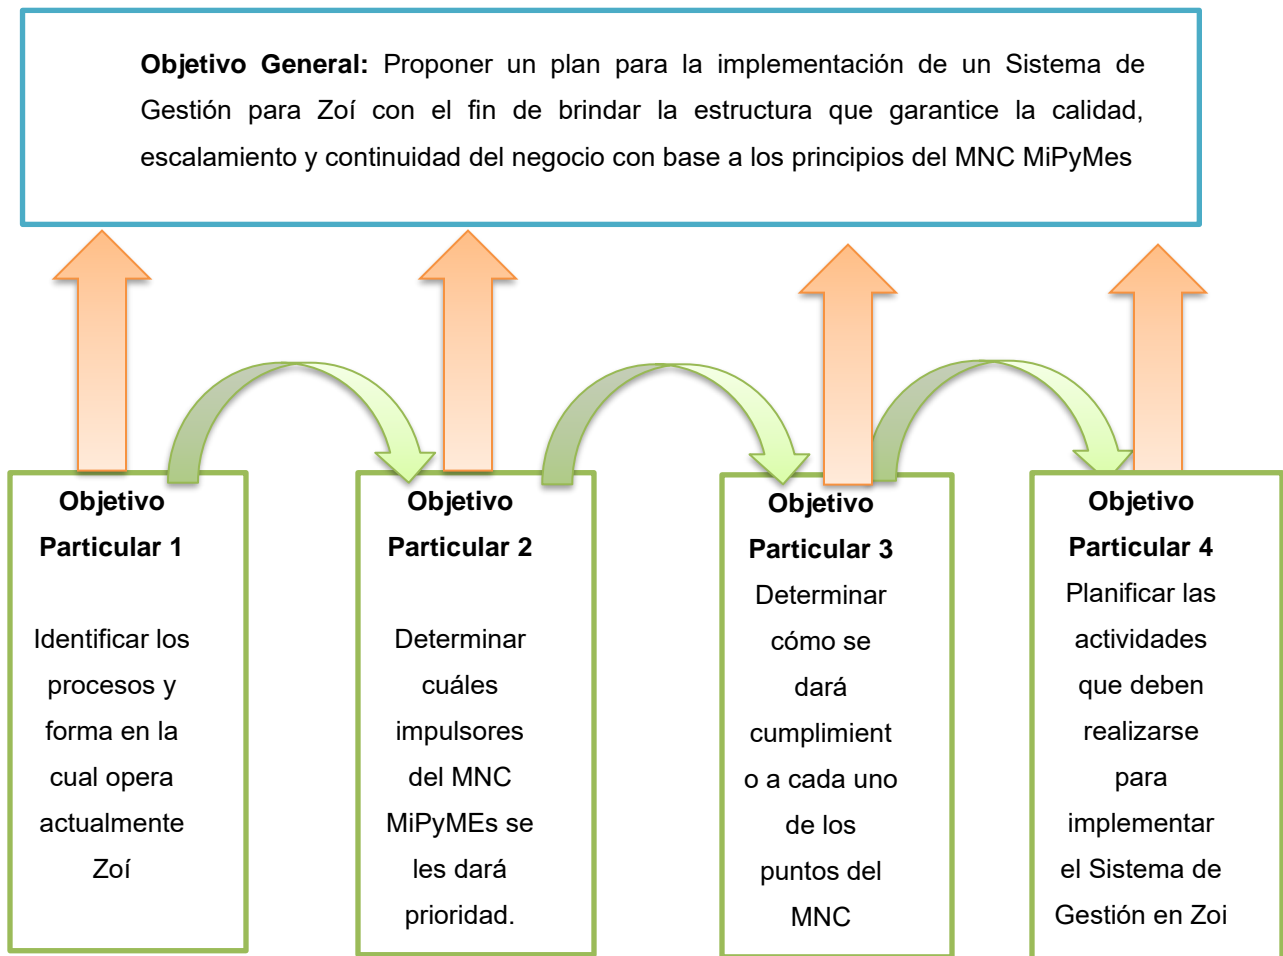 Objetivo General: Proponer un plan para la implementación de un Sistema de
Gestión para Zoí con el fin de brindar la estructura que garantice la calidad,
escalamiento y continuidad del negocio con base a los principios del MNC MiPyMes
Objetivo
Particular 1
Identificar los
procesos y
forma en la
cual opera
actualmente
Zoí
Objetivo
Particular 2
Determinar
cuáles
impulsores
del MNC
MiPyMEs se
les dará
prioridad.
Objetivo
Particular 3
Determinar
cómo se
dará
cumplimient
o a cada uno
de los
puntos del
MNC
Objetivo
Particular 4
Planificar las
actividades
que deben
realizarse
para
implementar
el Sistema de
Gestión en Zoi